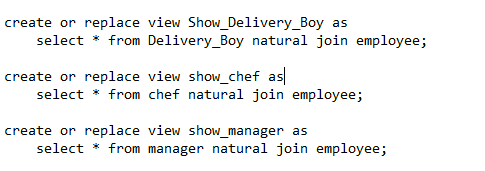 create or replace view Show_Delivery_Boy as
    select * from Delivery_Boy natural join employee;
create or replace view show_chef as
    select * from chef natural join employee;
create or replace view show_manager as
    select * from manager natural join employee;